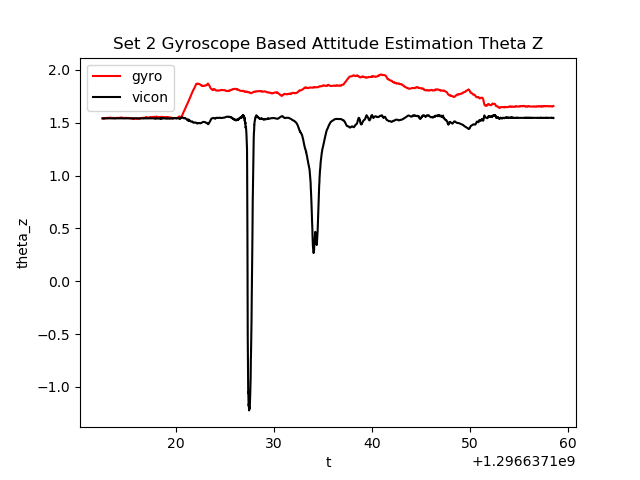 Set 2 Gyroscope Based Attitude Estimation Theta Z
gyro
vicon
2.0
1.5
1.0
0.5
0.0
−0.5
−1.0
theta_z
20 30 40 50 60
t
+1.2966371e9